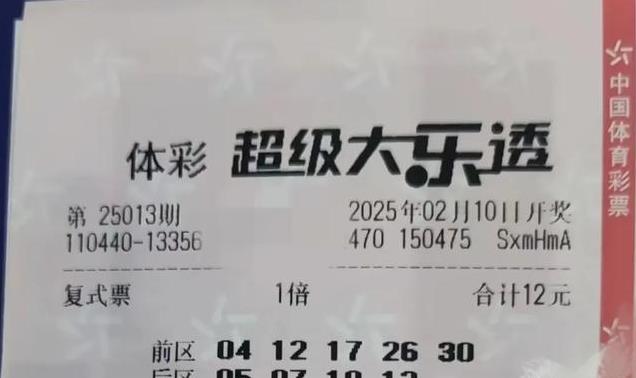 体彩 超级大乐透
第 25013期 2025年02月10日开奖
110440-13356 470 150475 SxmHmA
复式票 1倍 合计12元
前区 04 12 17 26 30
中国体育彩票